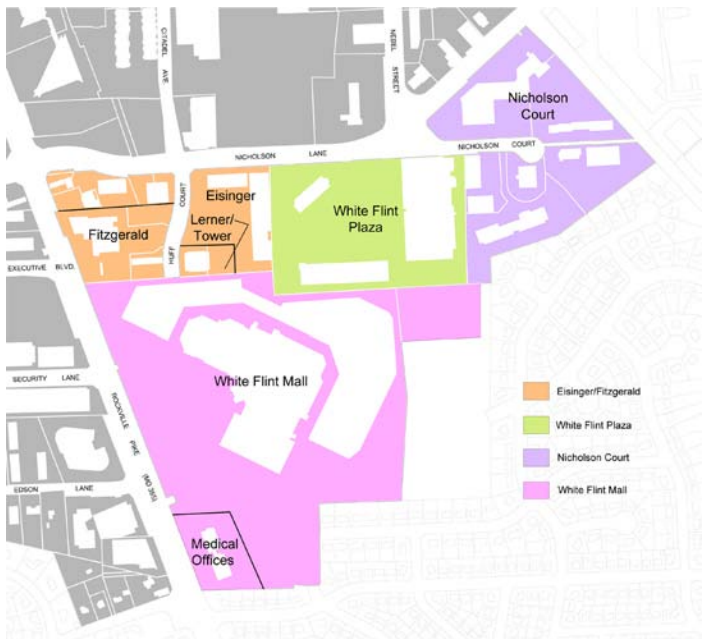 CITADEL AVE.
NEBEL STREET
Nicholson
Court
NICHOLSON LANE
NICHOLSON COURT
HUFF COURT
Eisinger
Lerner/
Tower
Fitzgerald
White Flint
Plaza
EXECUTIVE BLVD.
White Flint Mall
SECURITY LANE
ROCKVILLE PIKE (MD 355)
EDSON LANE
Medical
Offices
Eisinger/Fitzgerald
White Flint Plaza
Nicholson Court
White Flint Mall